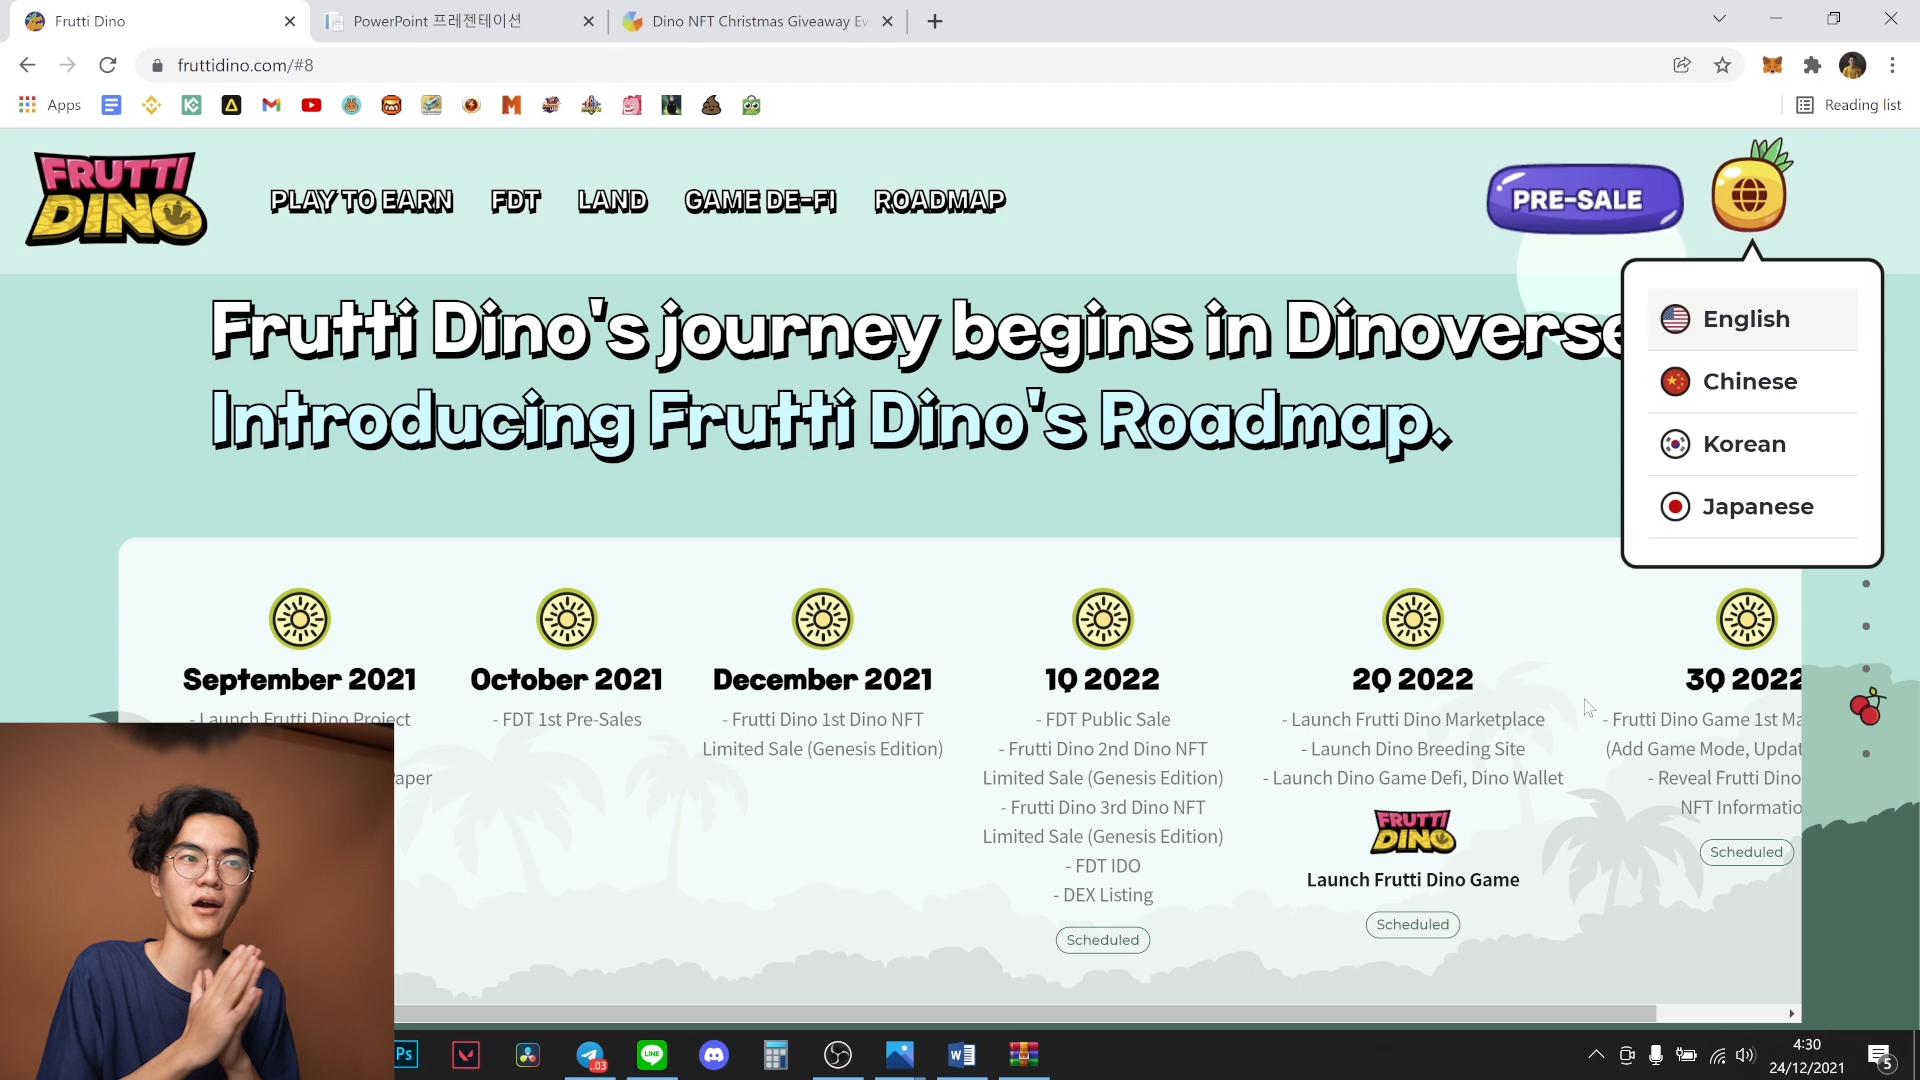 Frutti Dino
PowerPoint 프레젠테이션
Dino NFT Christmas Giveaway Ev
fruttidino.com/#8
Apps
Reading list
FRUTTI
DINO
PLAY TO EARN
FDT
LAND
GAME DE-FI
ROADMAP
PRE-SALE
English
Chinese
Korean
Japanese
Frutti Dino's journey begins in Dinoverse
Introducing Frutti Dino's Roadmap.
September 2021
- Launch Frutti Dino Project
aper
October 2021
- FDT 1st Pre-Sales
December 2021
- Frutti Dino 1st Dino NFT
Limited Sale (Genesis Edition)
1Q 2022
- FDT Public Sale
- Frutti Dino 2nd Dino NFT
Limited Sale (Genesis Edition)
- Frutti Dino 3rd Dino NFT
Limited Sale (Genesis Edition)
- FDT IDO
- DEX Listing
Scheduled
2Q 2022
- Launch Frutti Dino Marketplace
- Launch Dino Breeding Site
- Launch Dino Game Defi, Dino Wallet
FRUTTI
DINO
Launch Frutti Dino Game
Scheduled
3Q 2022
- Frutti Dino Game 1st Ma
(Add Game Mode, Updat
- Reveal Frutti Dino
NFT Informatio
Scheduled
Ps
..03
LINE
W
4:30
24/12/2021
5